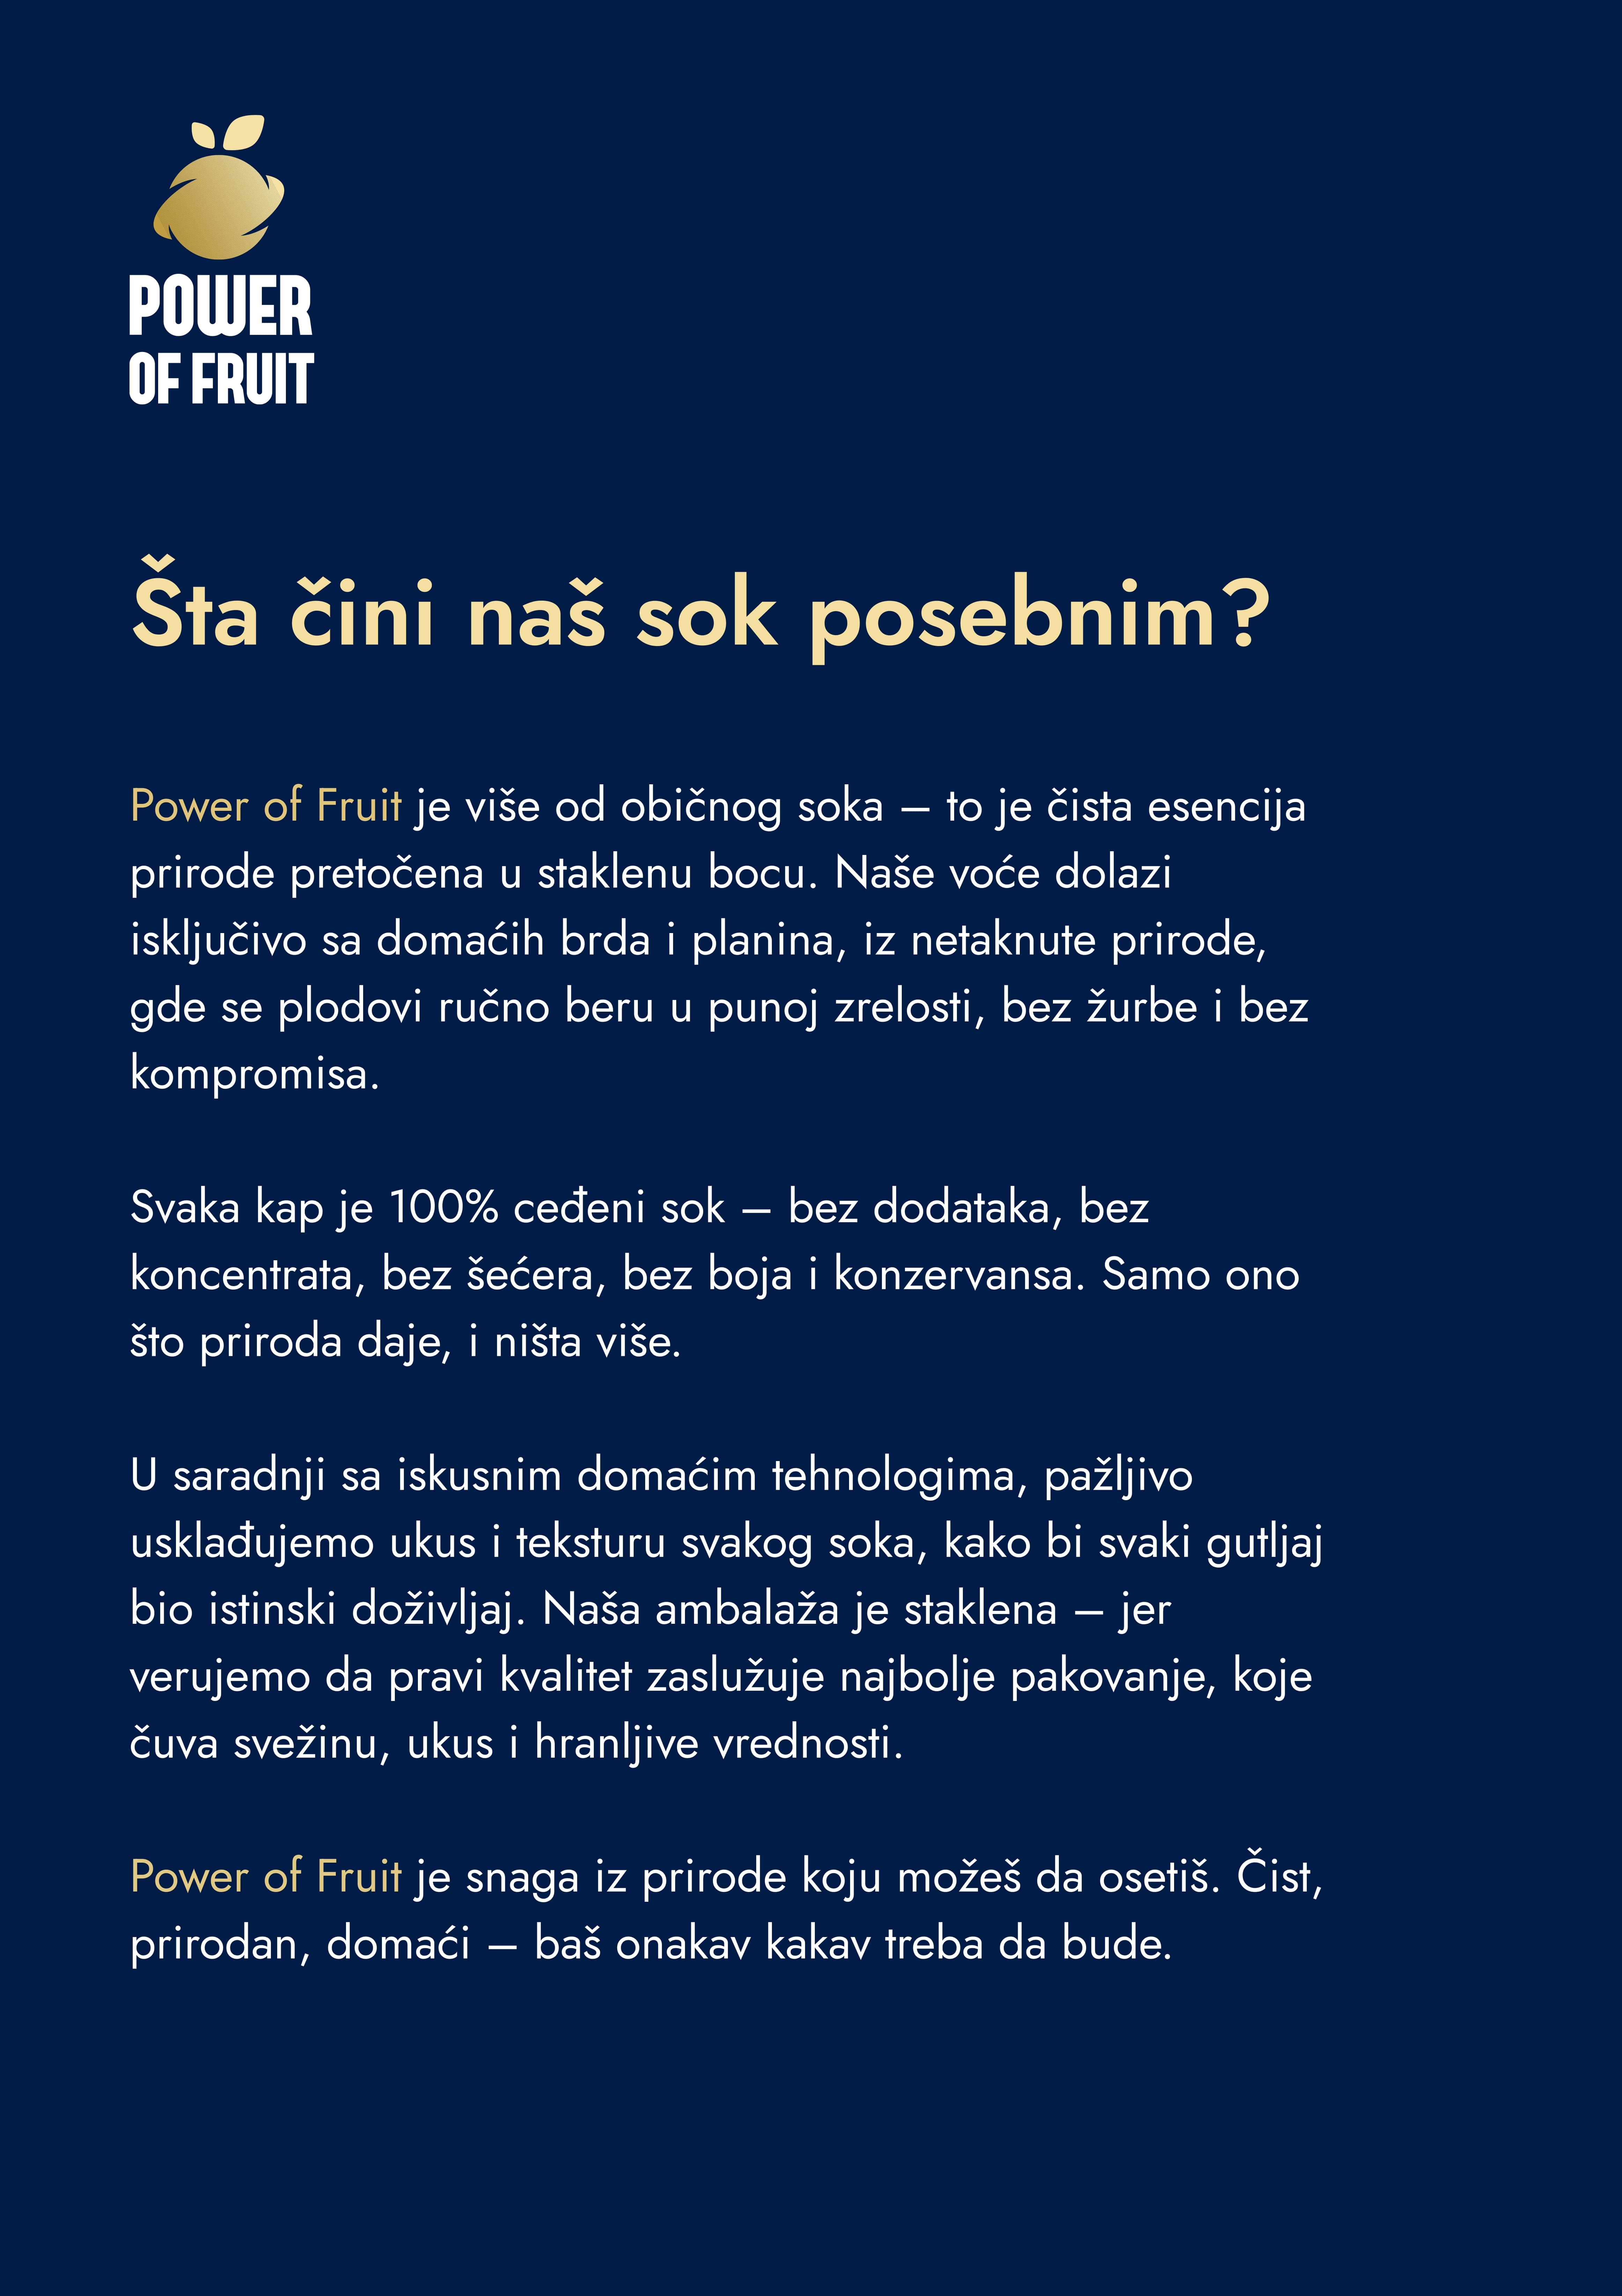 POWER
OF FRUIT
Šta čini naš sok posebnim?
Power of Fruit je više od običnog soka – to je čista esencija
prirode pretočena u staklenu bocu. Naše voće dolazi
isključivo sa domaćih brda i planina, iz netaknute prirode,
gde se plodovi ručno beru u punoj zrelosti, bez žurbe i bez
kompromisa.
Svaka kap je 100% ceđeni sok – bez dodataka, bez
koncentrata, bez šećera, bez boja i konzervansa. Samo ono
što priroda daje, i ništa više.
U saradnji sa iskusnim domaćim tehnologima, pažljivo
usklađujemo ukus i teksturu svakog soka, kako bi svaki gutljaj
bio istinski doživljaj. Naša ambalaža je staklena – jer
verujemo da pravi kvalitet zaslužuje najbolje pakovanje, koje
čuva svežinu, ukus i hranljive vrednosti.
Power of Fruit je snaga iz prirode koju možeš da osetiš. Čist,
prirodan, domaći – baš onakav kakav treba da bude.